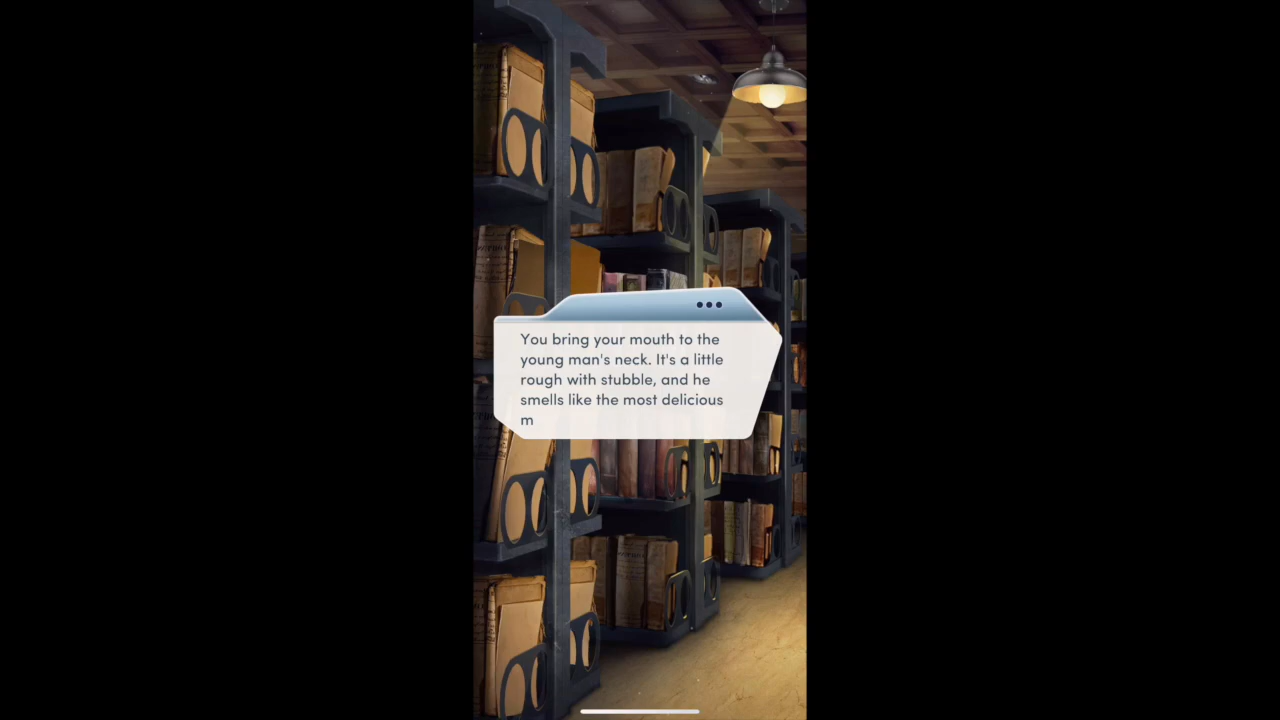 You bring your mouth to the
young man's neck. It's a little
rough with stubble, and he
smells like the most delicious
m